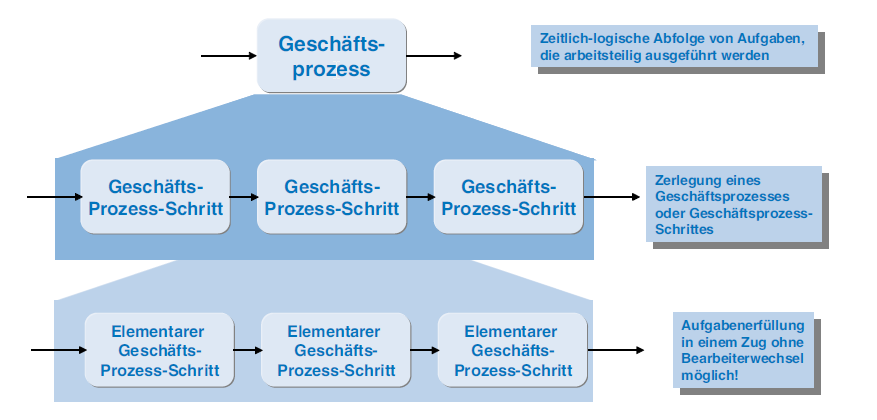 Geschäfts-
prozess
Zeitlich-logische Abfolge von Aufgaben,
die arbeitsteilig ausgeführt werden
Geschäfts-
Prozess-Schritt
Geschäfts-
Prozess-Schritt
Geschäfts-
Prozess-Schritt
Zerlegung eines
Geschäftsprozesses
oder Geschäftsprozess-
Schrittes
Elementarer
Geschäfts-
Prozess-Schritt
Elementarer
Geschäfts-
Prozess-Schritt
Elementarer
Geschäfts-
Prozess-Schritt
Aufgabenerfüllung
in einem Zug ohne
Bearbeiterwechsel
möglich!